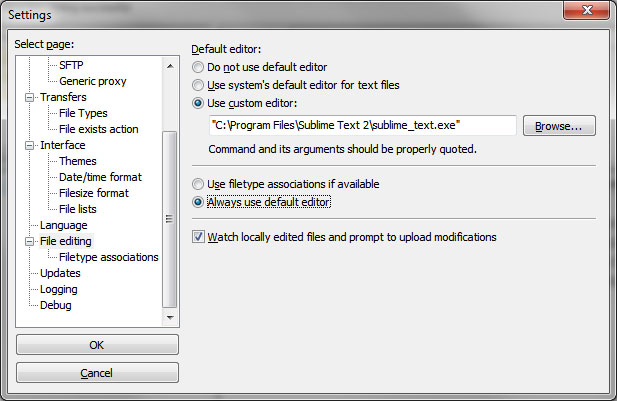 Settings
Select page:
SFTP
Generic proxy
Transfers
File Types
File exists action
Interface
Themes
Date/time format
Filesize format
File lists
Language
File editing
Filetype associations
Updates
Logging
Debug
OK
Cancel
Default editor:
Do not use default editor
Use system's default editor for text files
Use custom editor:
"C:\Program Files\Sublime Text 2\sublime_text.exe"
Browse...
Command and its arguments should be properly quoted.
Use filetype associations if available
Always use default editor
Watch locally edited files and prompt to upload modifications